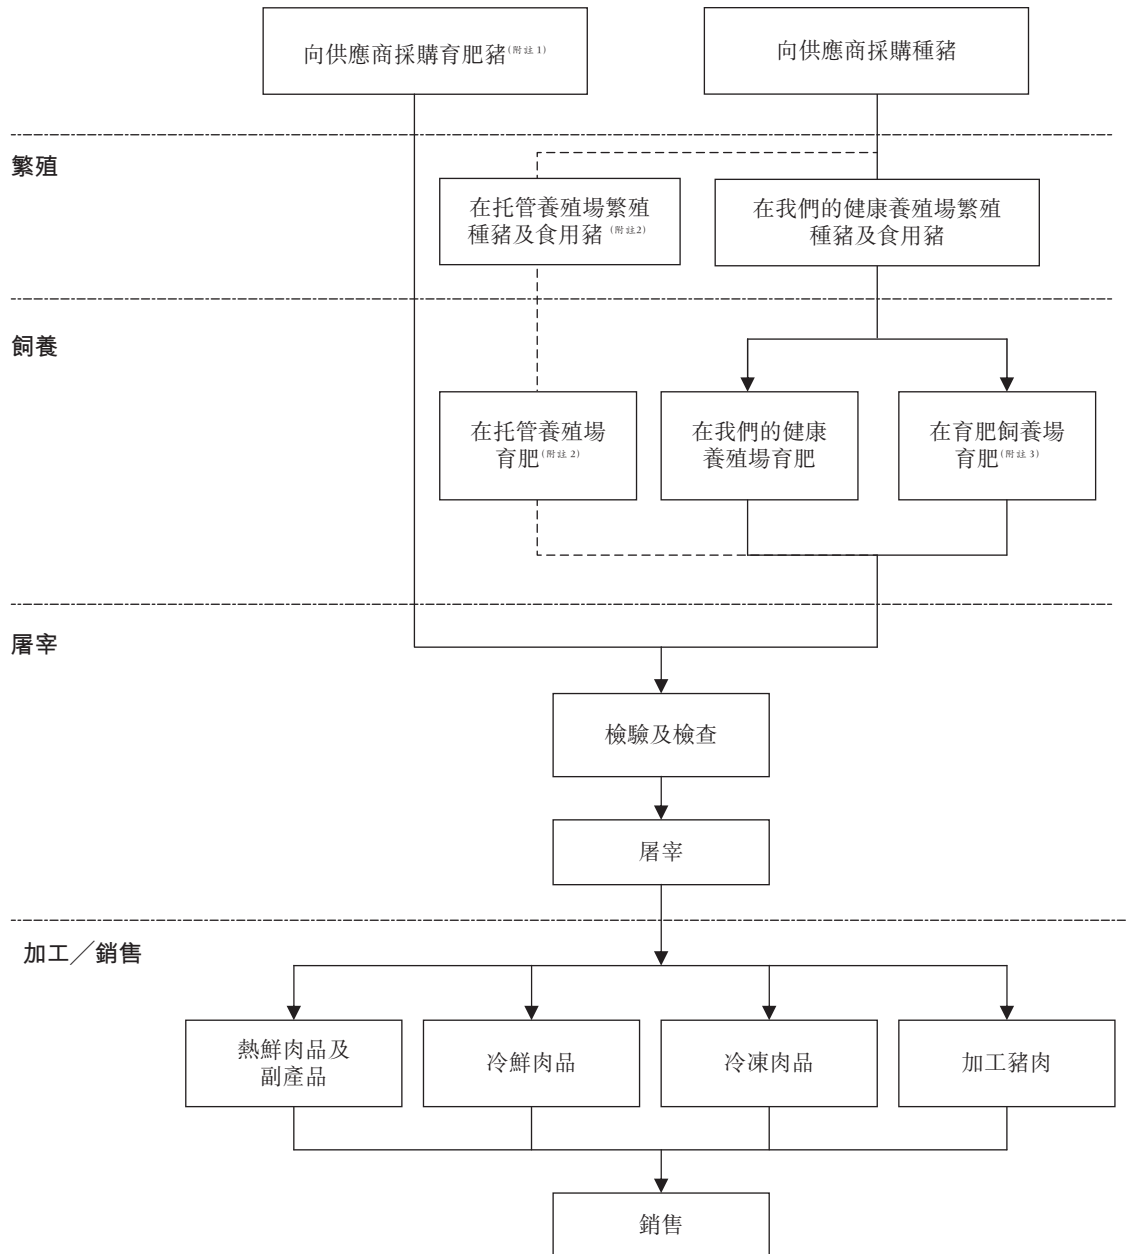 向供應商採購育肥豬(附註 1)
向供應商採購種豬
繁殖
在托管養殖場繁殖
種豬及食用豬(附註2)
在我們的健康養殖場繁殖
種豬及食用豬
飼養
在托管養殖場
育肥(附註 2)
在我們的健康
養殖場育肥
在育肥飼養場
育肥(附註 3)
屠宰
檢驗及檢查
屠宰
加工／銷售
熱鮮肉品及
副產品
冷鮮肉品
冷凍肉品
加工豬肉
銷售